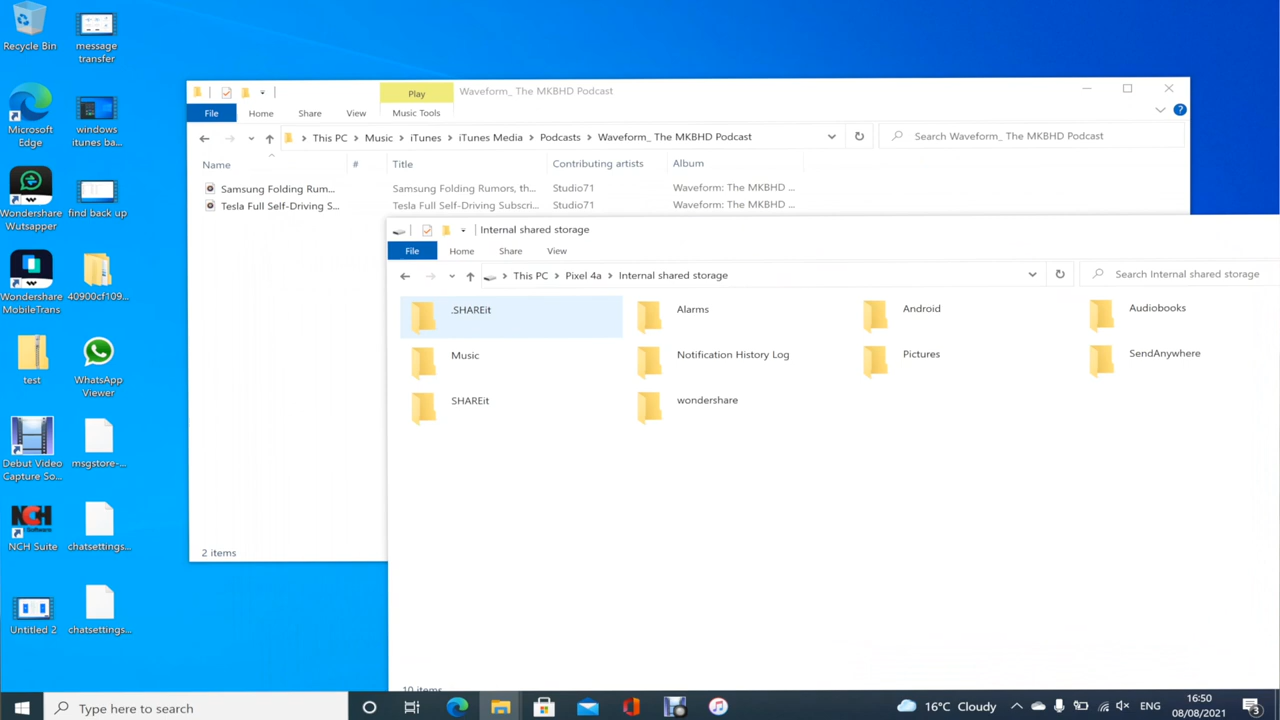 Recycle Bin
message
transfer
Microsoft
Edge
windows
itunes ba...
Wondershare
Wutsapper
find back up
Wondershare
MobileTrans
40900cf109...
test
WhatsApp
Viewer
Debut Video
Capture So...
msgstore-...
NCH
Software
NCH Suite
chatsettings...
Untitled 2
chatsettings...
Play
Waveform_ The MKBHD Podcast
File Home Share View Music Tools
This PC > Music > iTunes > iTunes Media > Podcasts > Waveform_ The MKBHD Podcast
Search Waveform_ The MKBHD Podcast
Name # Title Contributing artists Album
Samsung Folding Rum... Samsung Folding Rumors, th... Studio71 Waveform: The MKBHD ...
Tesla Full Self-Driving S... Tesla Full Self-Driving Subscri... Studio71 Waveform: The MKBHD ...
2 items
Internal shared storage
File Home Share View
This PC > Pixel 4a > Internal shared storage
Search Internal shared storage
.SHAREit Alarms Android Audiobooks
Music Notification History Log Pictures SendAnywhere
SHAREit wondershare
10 items
Type here to search
16°C Cloudy
ENG
16:50
08/08/2021
3